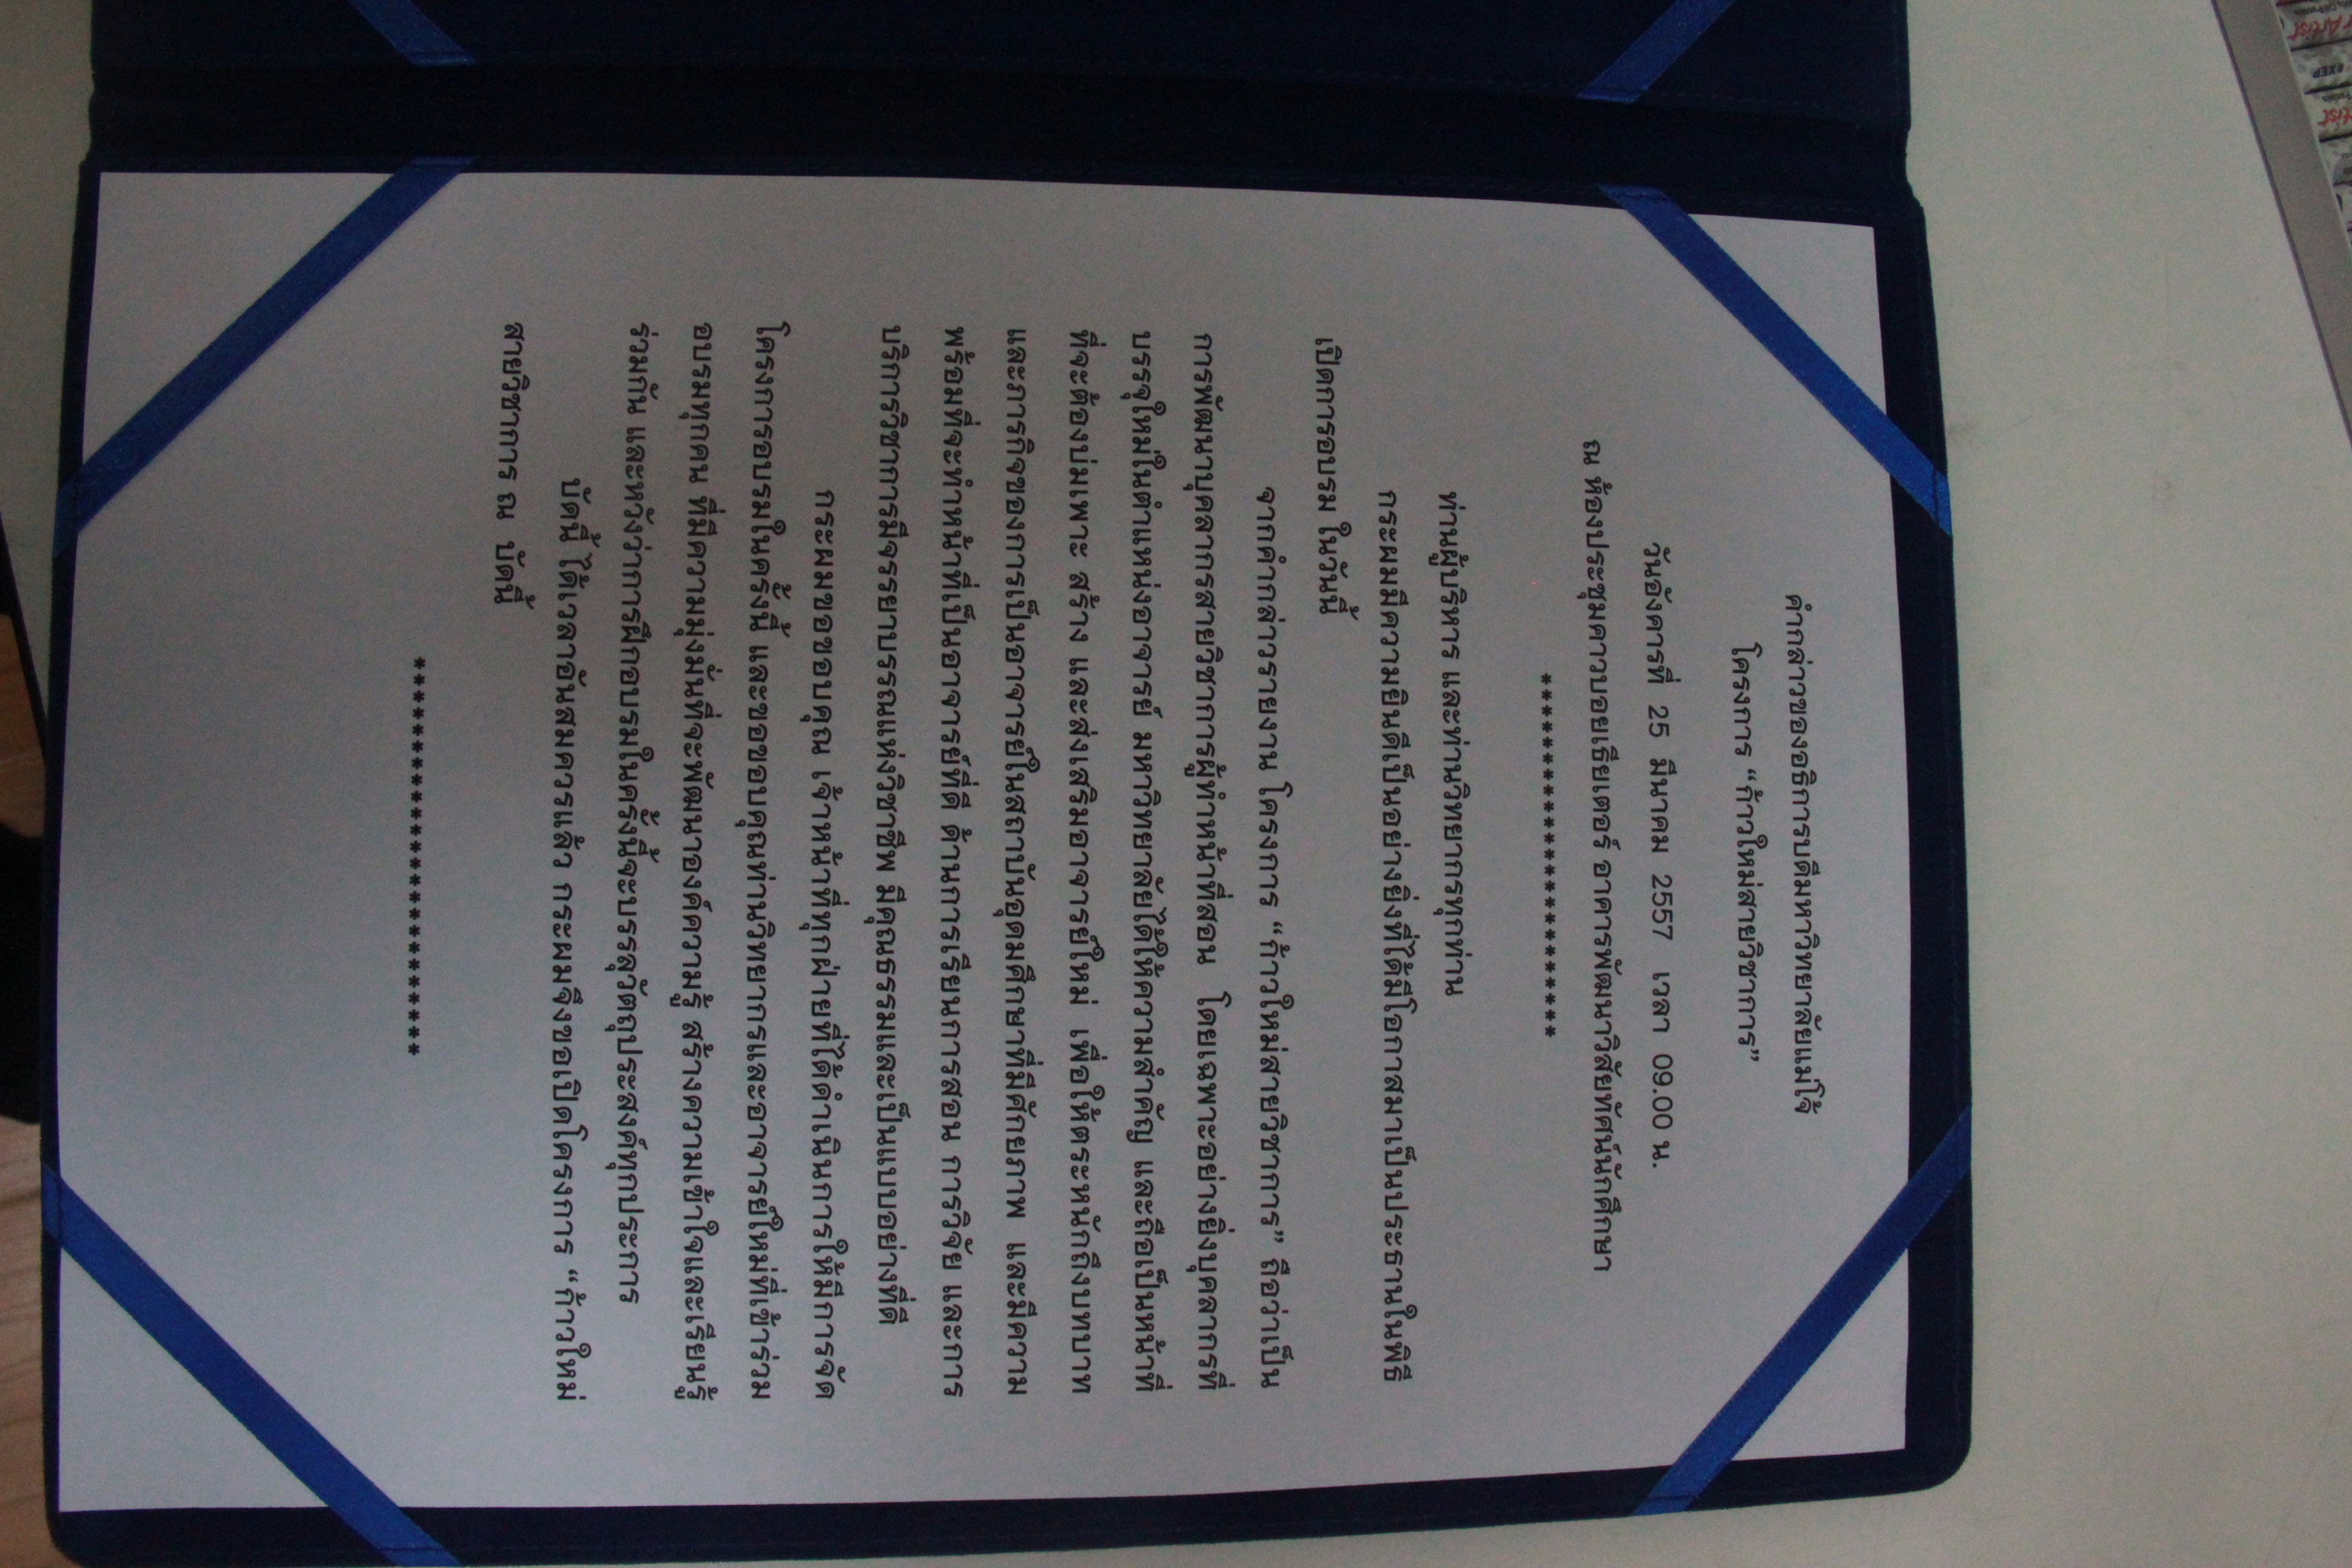 คำกล่าวของอธิการบดีมหาวิทยาลัยแม่โจ้
โครงการ “ก้าวใหม่สายวิชาการ”
วันอังคารที่ 25 มีนาคม 2557 เวลา 09.00 น.
ณ ห้องประชุมคาวบอยเธียเตอร์ อาคารพัฒนาวิสัยทัศน์นักศึกษา
************************
ท่านผู้บริหาร และท่านวิทยากรทุกท่าน
กระผมมีความยินดีเป็นอย่างยิ่งที่ได้มีโอกาสมาเป็นประธานในพิธี
เปิดการอบรม ในวันนี้
จากคำกล่าวรายงาน โครงการ “ก้าวใหม่สายวิชาการ” ถือว่าเป็น
การพัฒนาบุคลากรสายวิชาการผู้ทำหน้าที่สอน โดยเฉพาะอย่างยิ่งบุคลากรที่
บรรจุใหม่ในตำแหน่งอาจารย์ มหาวิทยาลัยได้ให้ความสำคัญ และถือเป็นหน้าที่
ที่จะต้องบ่มเพาะ สร้าง และส่งเสริมอาจารย์ใหม่ เพื่อให้ตระหนักถึงบทบาท
และภารกิจของการเป็นอาจารย์ในสถาบันอุดมศึกษาที่มีศักยภาพ และมีความ
พร้อมที่จะทำหน้าที่เป็นอาจารย์ที่ดี ด้านการเรียนการสอน การวิจัย และการ
บริการวิชาการมีจรรยาบรรณแห่งวิชาชีพ มีคุณธรรมและเป็นแบบอย่างที่ดี
กระผมขอขอบคุณ เจ้าหน้าที่ทุกฝ่ายที่ได้ดำเนินการให้มีการจัด
โครงการอบรมในครั้งนี้ และขอขอบคุณท่านวิทยาการและอาจารย์ใหม่ที่เข้าร่วม
อบรมทุกคน ที่มีความมุ่งมั่นที่จะพัฒนาองค์ความรู้ สร้างความเข้าใจและเรียนรู้
ร่วมกัน และหวังว่าการฝึกอบรมในครั้งนี้จะบรรลุวัตถุประสงค์ทุกประการ
บัดนี้ ได้เวลาอันสมควรแล้ว กระผมจึงขอเปิดโครงการ “ก้าวใหม่
สายวิชาการ ณ บัดนี้
**************************
Artist